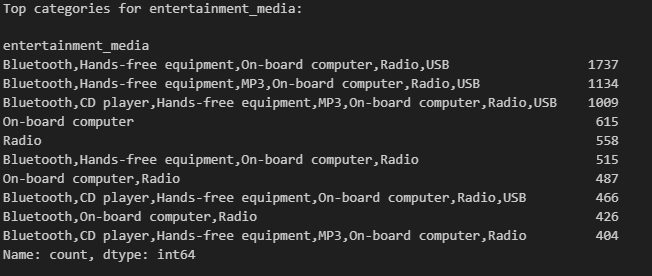 Top categories for entertainment_media:
entertainment_media
Bluetooth,Hands-free equipment,On-board computer,Radio,USB 1737
Bluetooth,Hands-free equipment,MP3,On-board computer,Radio,USB 1134
Bluetooth,CD player,Hands-free equipment,MP3,On-board computer,Radio,USB 1009
On-board computer 615
Radio 558
Bluetooth,Hands-free equipment,On-board computer,Radio 515
On-board computer,Radio 487
Bluetooth,CD player,Hands-free equipment,On-board computer,Radio,USB 466
Bluetooth,On-board computer,Radio 426
Bluetooth,CD player,Hands-free equipment,MP3,On-board computer,Radio 404
Name: count, dtype: int64